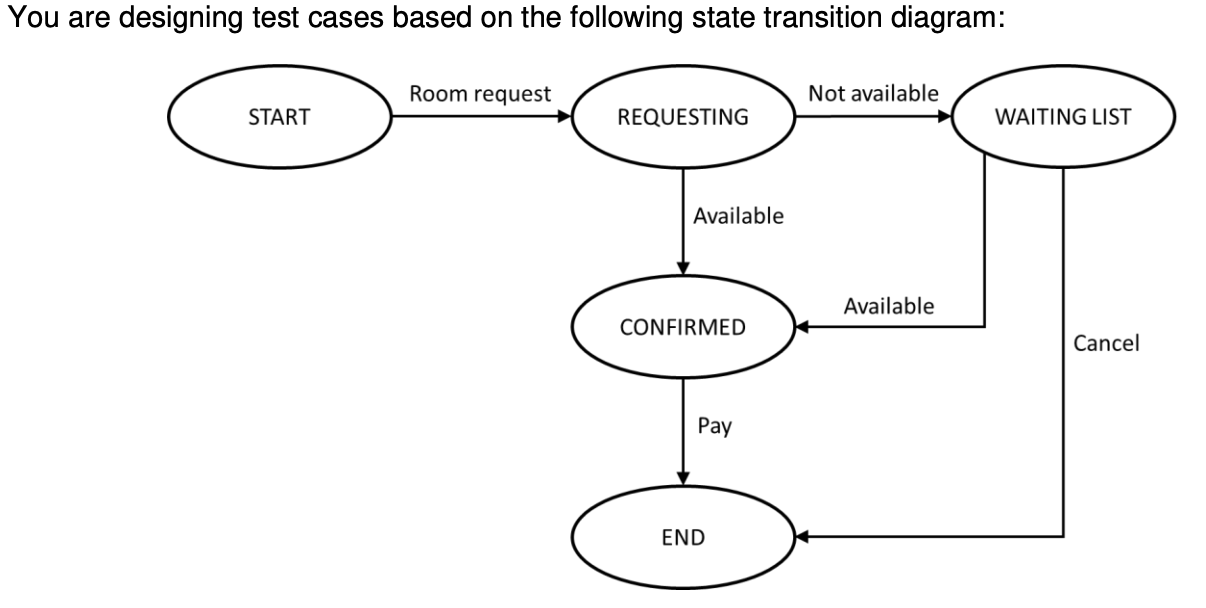 You are designing test cases based on the following state transition diagram:
Room request
Not available
START
REQUESTING
WAITING LIST
Available
Available
CONFIRMED
Cancel
Pay
END